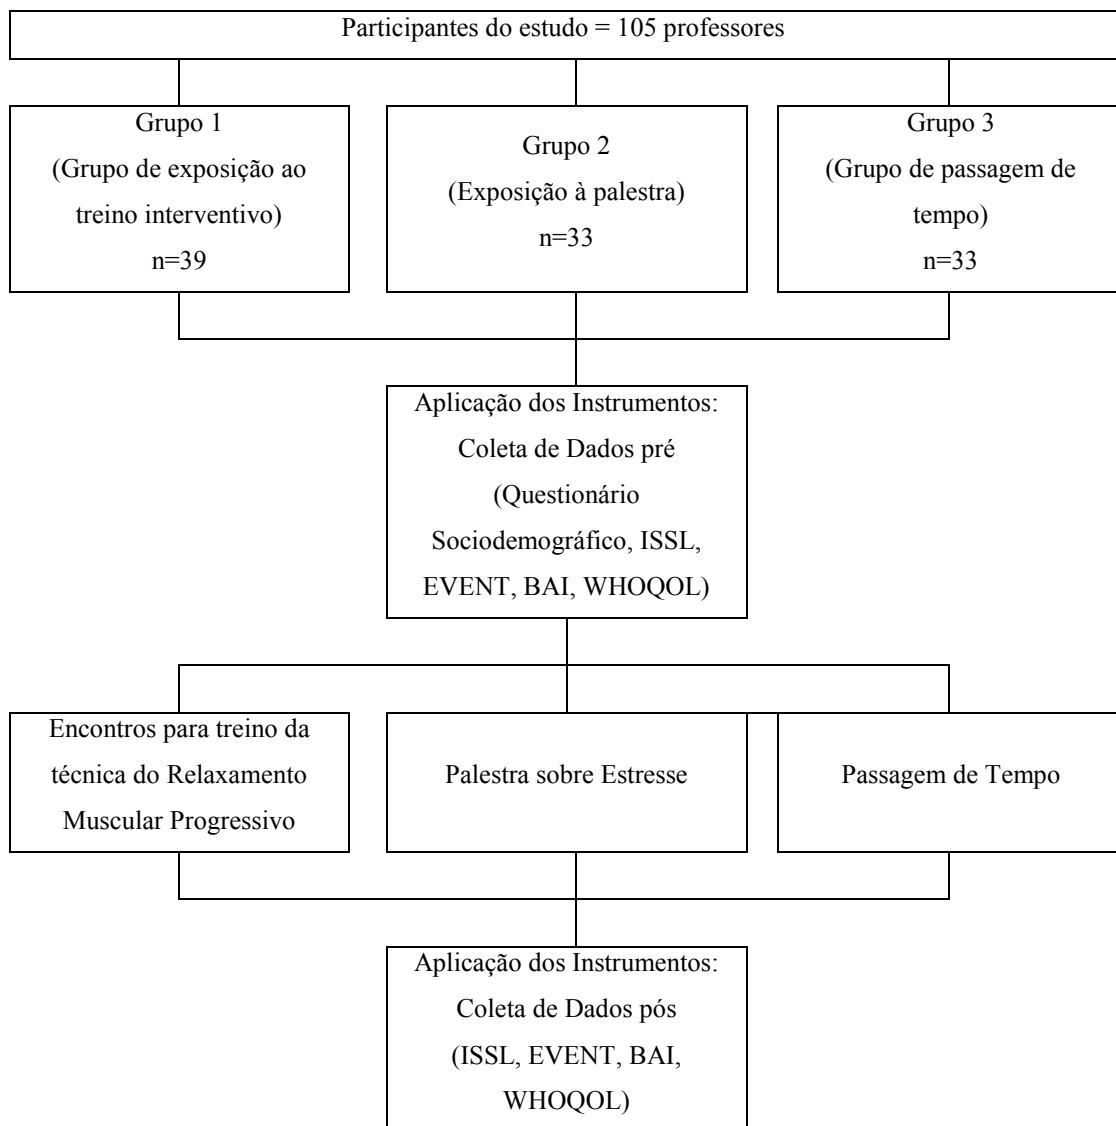 Participantes do estudo = 105 professores
Grupo 1
(Grupo de exposição ao
treino interventivo)
n=39
Grupo 2
(Exposição à palestra)
n=33
Grupo 3
(Grupo de passagem de
tempo)
n=33
Aplicação dos Instrumentos:
Coleta de Dados pré
(Questionário
Sociodemográfico, ISSL,
EVENT, BAI, WHOQOL)
Encontros para treino da
técnica do Relaxamento
Muscular Progressivo
Palestra sobre Estresse
Passagem de Tempo
Aplicação dos Instrumentos:
Coleta de Dados pós
(ISSL, EVENT, BAI,
WHOQOL)